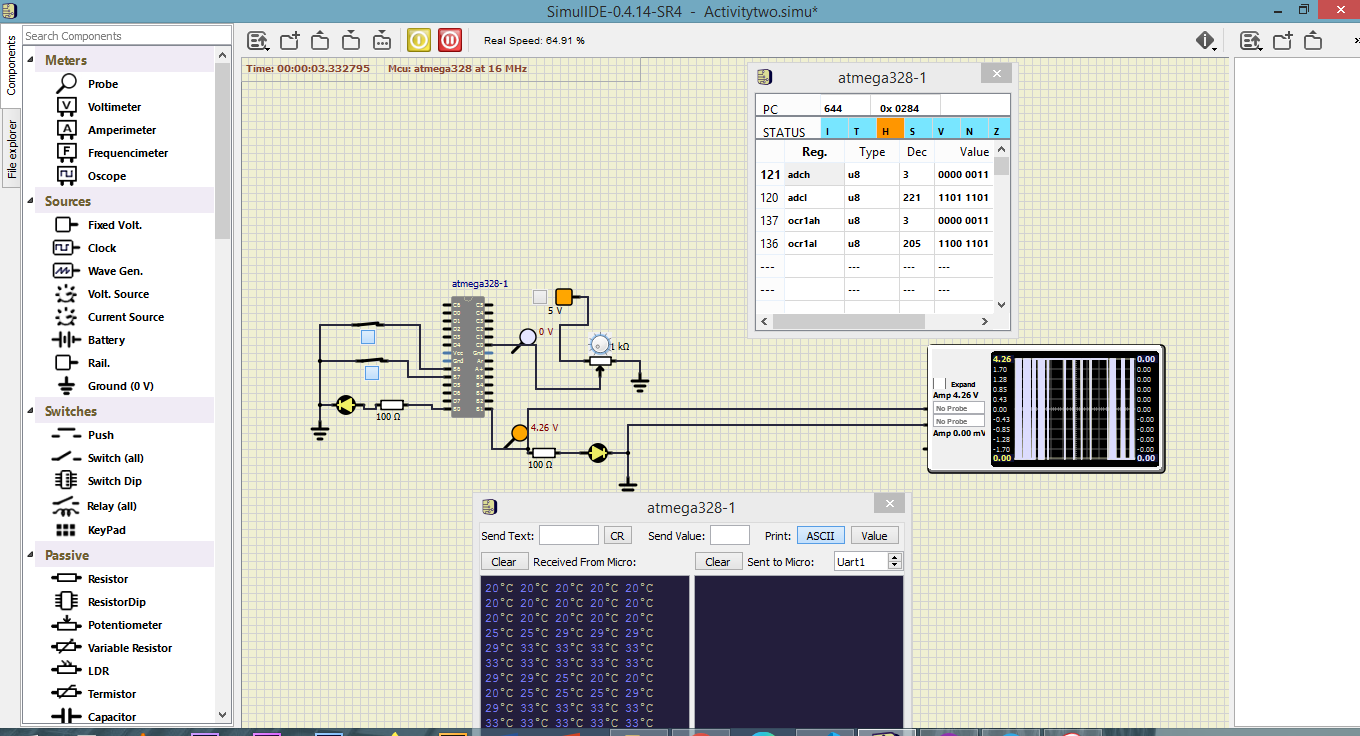 SimulIDE-0.4.14-SR4 - Activitytwo.simu*
Components
File explorer
Search Components
Meters
Probe
Voltimeter
Amperimeter
Frequencimeter
Oscope
Sources
Fixed Volt.
Clock
Wave Gen.
Volt. Source
Current Source
Battery
Rail.
Ground (0 V)
Switches
Push
Switch (all)
Switch Dip
Relay (all)
KeyPad
Passive
Resistor
ResistorDip
Potentiometer
Variable Resistor
LDR
Termistor
Capacitor
Real Speed: 64.91 %
Time: 00:00:03.332795 Mcu: atmega328 at 16 MHz
atmega328-1
PC 644 0x 0284
STATUS I T H S V N Z
Reg. Type Dec Value
121 adch u8 3 0000 0011
120 adcl u8 221 1101 1101
137 ocr1ah u8 3 0000 0011
136 ocr1al u8 205 1100 1101
--- --- --- ---
--- --- --- ---
atmega328-1
5 V
0 V
1 kΩ
100 Ω
4.26 V
100 Ω
Expand
Amp 4.26 V
No Probe
No Probe
Amp 0.00 mV
4.26 0.00
1.70 0.00
1.28 0.00
0.85 0.00
0.43 0.00
0.00 0.00
-0.43 -0.00
-0.85 -0.00
-1.28 -0.00
-1.70 -0.00
0.00 0.00
atmega328-1
Send Text: CR Send Value: Print: ASCII Value
Clear Received From Micro: Clear Sent to Micro: Uart1
20°C 20°C 20°C 20°C 20°C
20°C 20°C 20°C 20°C 20°C
20°C 20°C 20°C 20°C 20°C
25°C 25°C 29°C 29°C 29°C
29°C 33°C 33°C 33°C 33°C
33°C 33°C 33°C 33°C 33°C
29°C 29°C 25°C 20°C 20°C
20°C 25°C 25°C 25°C 29°C
29°C 33°C 33°C 33°C 33°C
33°C 33°C 33°C 33°C 33°C